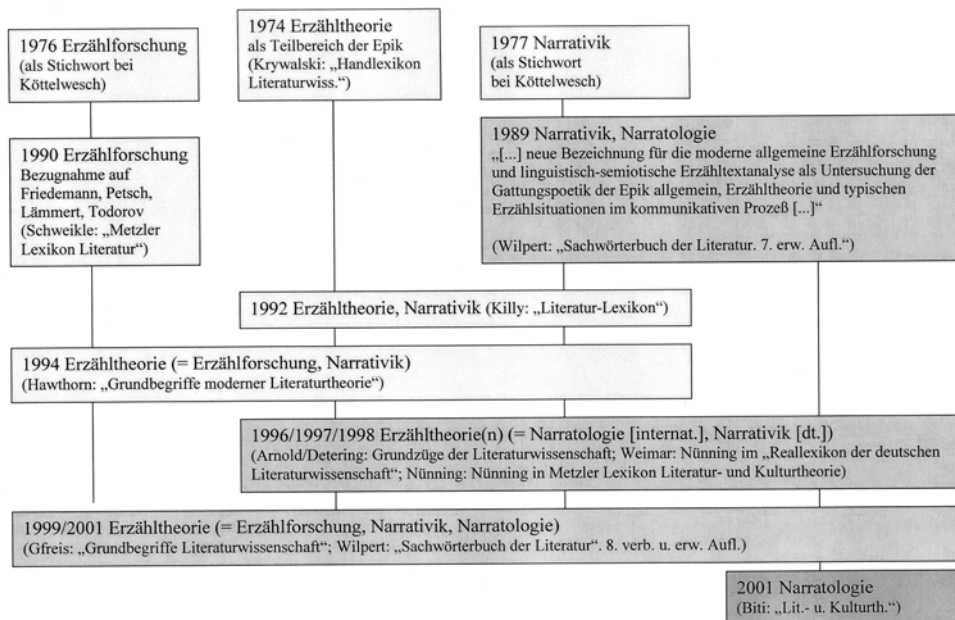 1976 Erzählforschung
(als Stichwort bei
Köttelwesch)
1974 Erzähltheorie
als Teilbereich der Epik
(Krywalski: „Handlexikon
Literaturwiss.“)
1977 Narrativik
(als Stichwort
bei Köttelwesch)
1990 Erzählforschung
Bezugnahme auf
Friedemann, Petsch,
Lämmert, Todorov
(Schweikle: „Metzler
Lexikon Literatur“)
1989 Narrativik, Narratologie
„[...] neue Bezeichnung für die moderne allgemeine Erzählforschung
und linguistisch-semiotische Erzähltextanalyse als Untersuchung der
Gattungspoetik der Epik allgemein, Erzähltheorie und typischen
Erzählsituationen im kommunikativen Prozeß [...]“
(Wilpert: „Sachwörterbuch der Literatur. 7. erw. Aufl.“)
1992 Erzähltheorie, Narrativik (Killy: „Literatur-Lexikon“)
1994 Erzähltheorie (= Erzählforschung, Narrativik)
(Hawthorn: „Grundbegriffe moderner Literaturtheorie“)
1996/1997/1998 Erzähltheorie(n) (= Narratologie [internat.], Narrativik [dt.])
(Arnold/Detering: Grundzüge der Literaturwissenschaft; Weimar: Nünning im „Reallexikon der deutschen
Literaturwissenschaft“; Nünning: Nünning in Metzler Lexikon Literatur- und Kulturtheorie)
1999/2001 Erzähltheorie (= Erzählforschung, Narrativik, Narratologie)
(Gfreis: „Grundbegriffe Literaturwissenschaft“; Wilpert: „Sachwörterbuch der Literatur“. 8. verb. u. erw. Aufl.)
2001 Narratologie
(Biti: „Lit.- u. Kulturth.“)